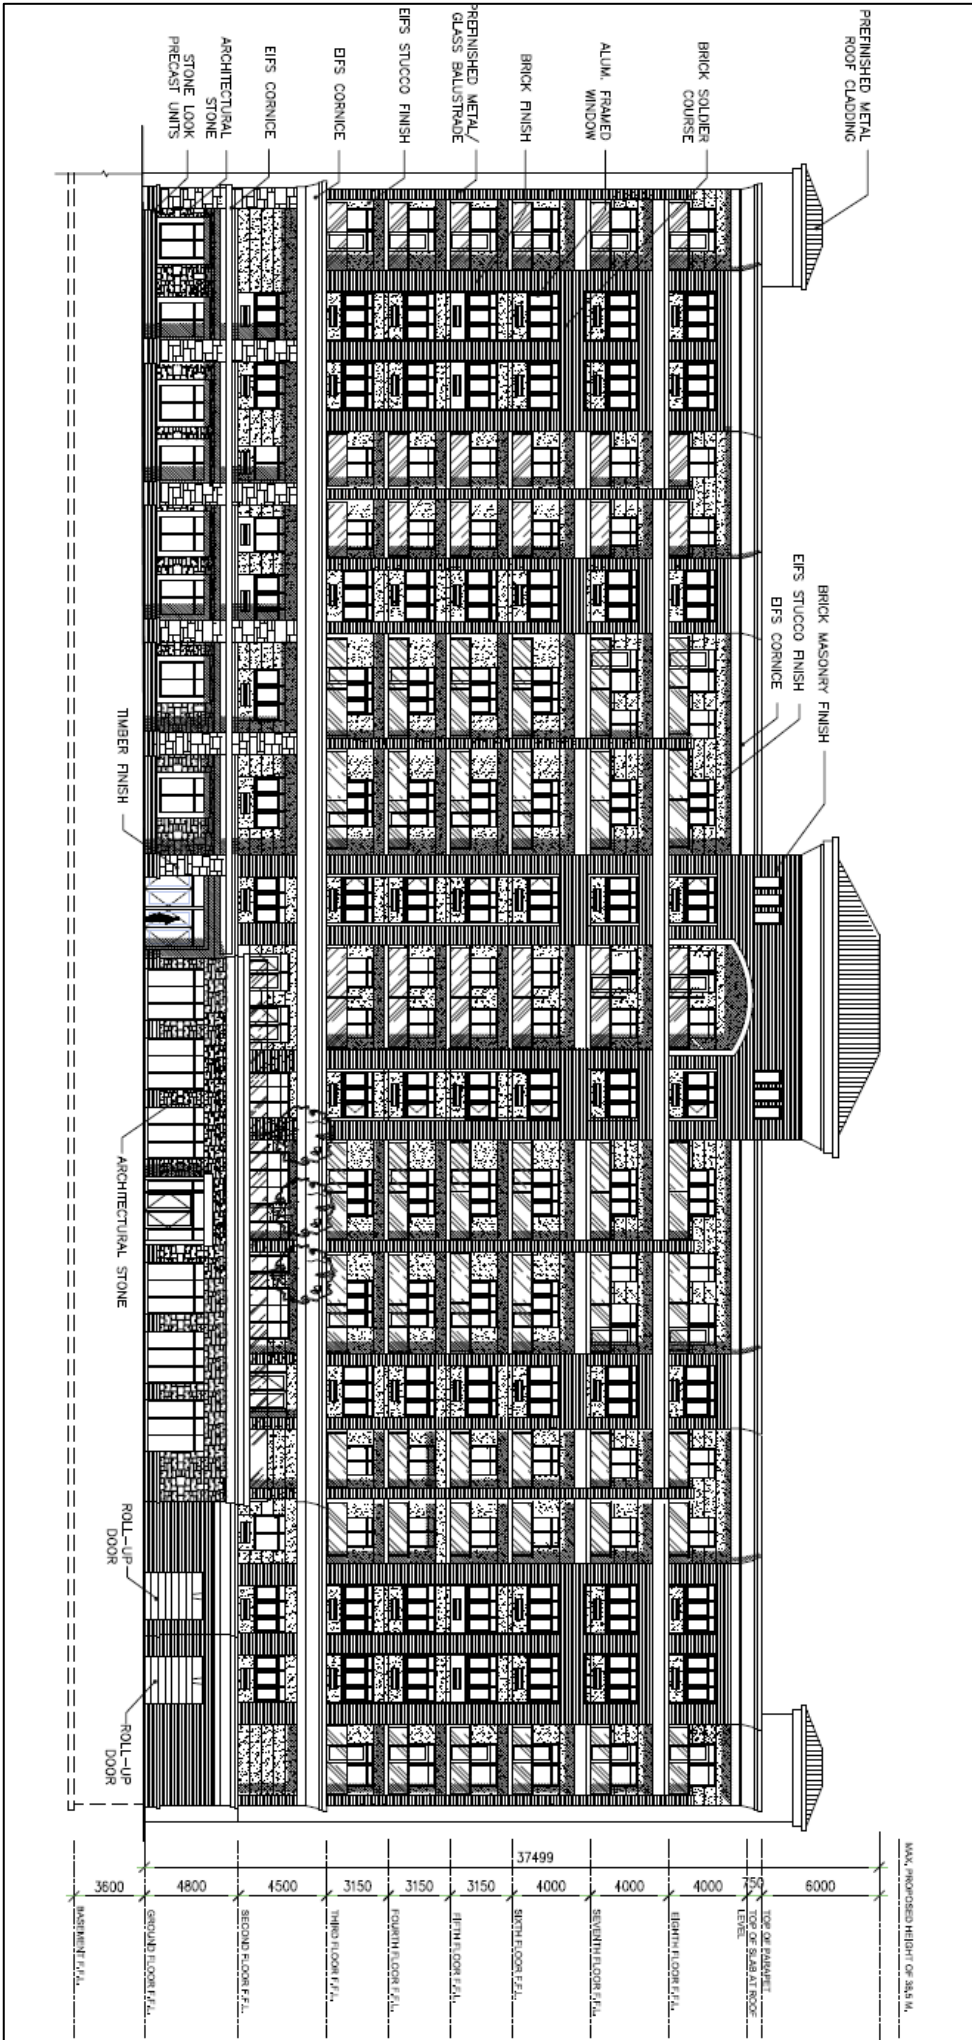 PREFINISHED METAL
ROOF CLADDING
BRICK SOLDIER
COURSE
ALUM. FRAMED
WINDOW
BRICK FINISH
PREFINISHED METAL/
GLASS BALUSTRADE
EIFS STUCCO FINISH
EIFS CORNICE
EIFS CORNICE
ARCHITECTURAL
STONE
STONE LOOK
PRECAST UNITS
BRICK MASONRY FINISH
EIFS STUCCO FINISH
EIFS CORNICE
TIMBER FINISH
ARCHITECTURAL STONE
ROLL-UP
DOOR
ROLL-UP
DOOR
MAX. PROPOSED HEIGHT OF 38.5 M.
37499
6000
750
4000
4000
4000
3150
3150
3150
4500
4800
3600
TOP OF PARAPET
TOP OF SLAB AT ROOF
LEVEL
EIGHTH FLOOR F.F.L.
SEVENTH FLOOR F.F.L.
SIXTH FLOOR F.F.L.
FIFTH FLOOR F.F.L.
FOURTH FLOOR F.F.L.
THIRD FLOOR F.F.L.
SECOND FLOOR F.F.L.
GROUND FLOOR F.F.L.
BASEMENT F.F.L.